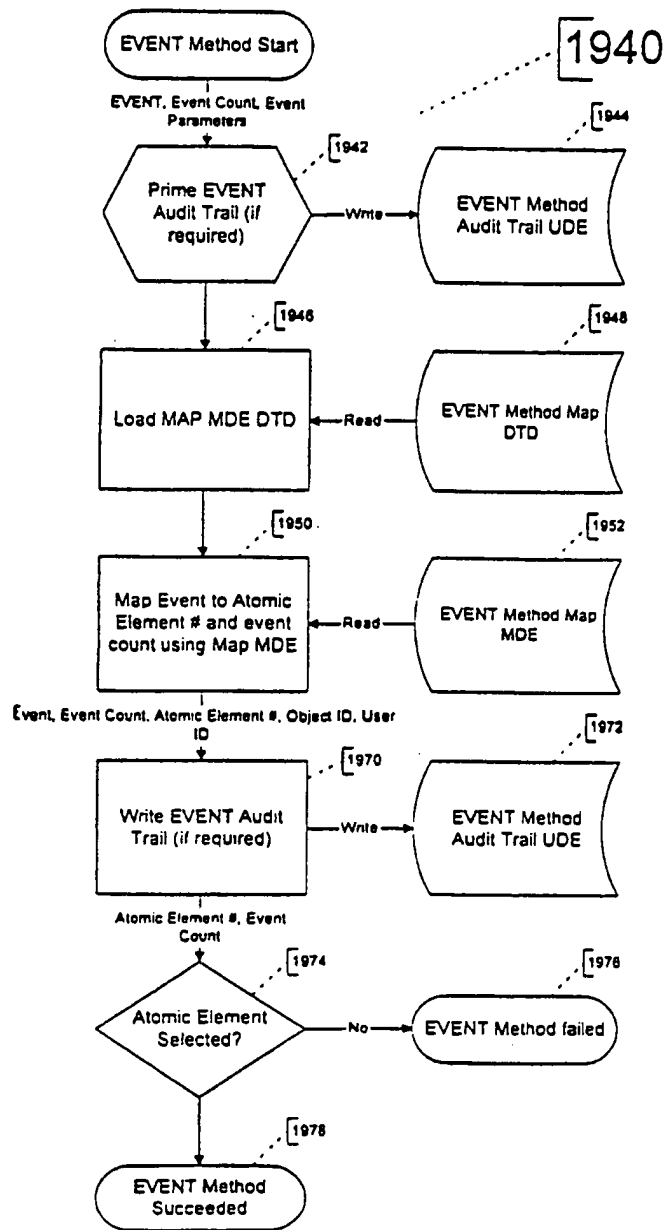 EVENT Method Start
1940
EVENT, Event Count, Event
Parameters
1942
1944
Prime EVENT
Audit Trail (if
required)
Write
EVENT Method
Audit Trail UDE
1946
1948
Load MAP MDE DTD
Read
EVENT Method Map
DTD
1950
1952
Map Event to Atomic
Element # and event
count using Map MDE
Read
EVENT Method Map
MDE
Event, Event Count, Atomic Element #, Object ID, User
ID
1970
1972
Write EVENT Audit
Trail (if required)
Write
EVENT Method
Audit Trail UDE
Atomic Element #, Event
Count
1974
1976
Atomic Element
Selected?
No
EVENT Method failed
1978
EVENT Method
Succeeded